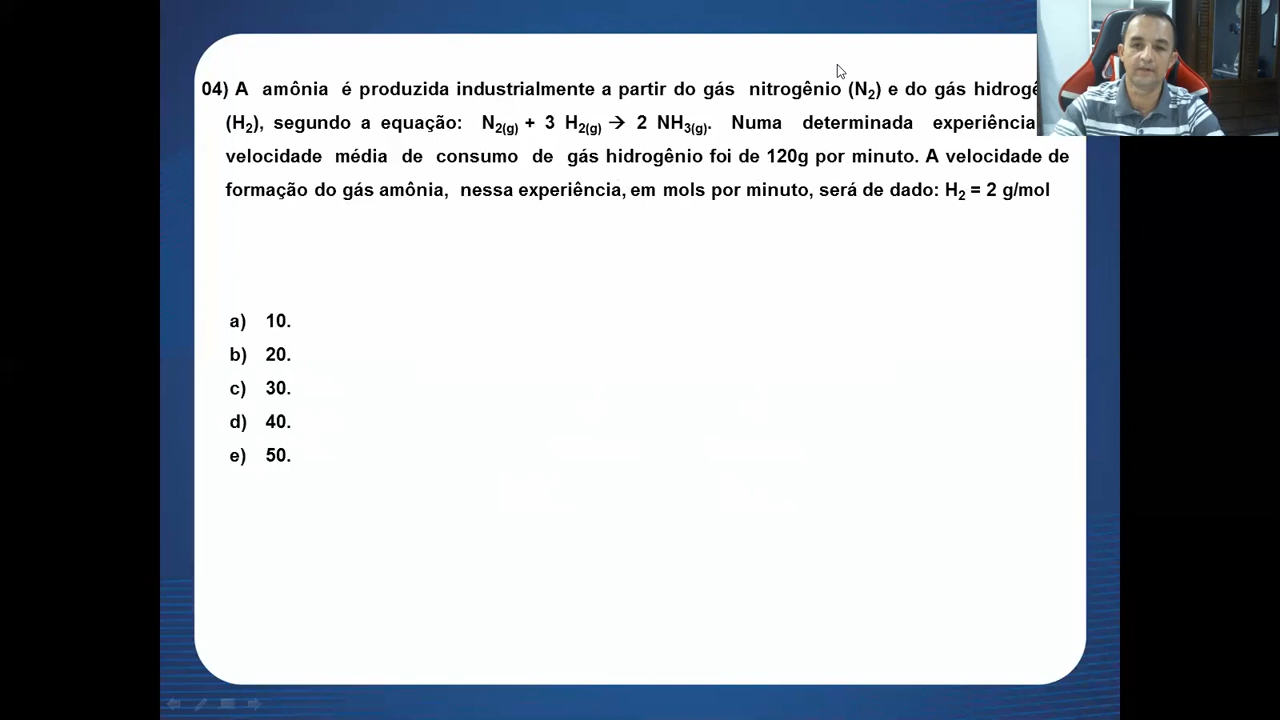 04) A amônia é produzida industrialmente a partir do gás nitrogênio (N2) e do gás
(H2), segundo a equação: N2(g) + 3 H2(g) → 2 NH3(g). Numa determinada experiência
velocidade média de consumo de gás hidrogênio foi de 120g por minuto. A velocidade de
formação do gás amônia, nessa experiência, em mols por minuto, será de dado: H2 = 2 g/mol
a) 10.
b) 20.
c) 30.
d) 40.
e) 50.